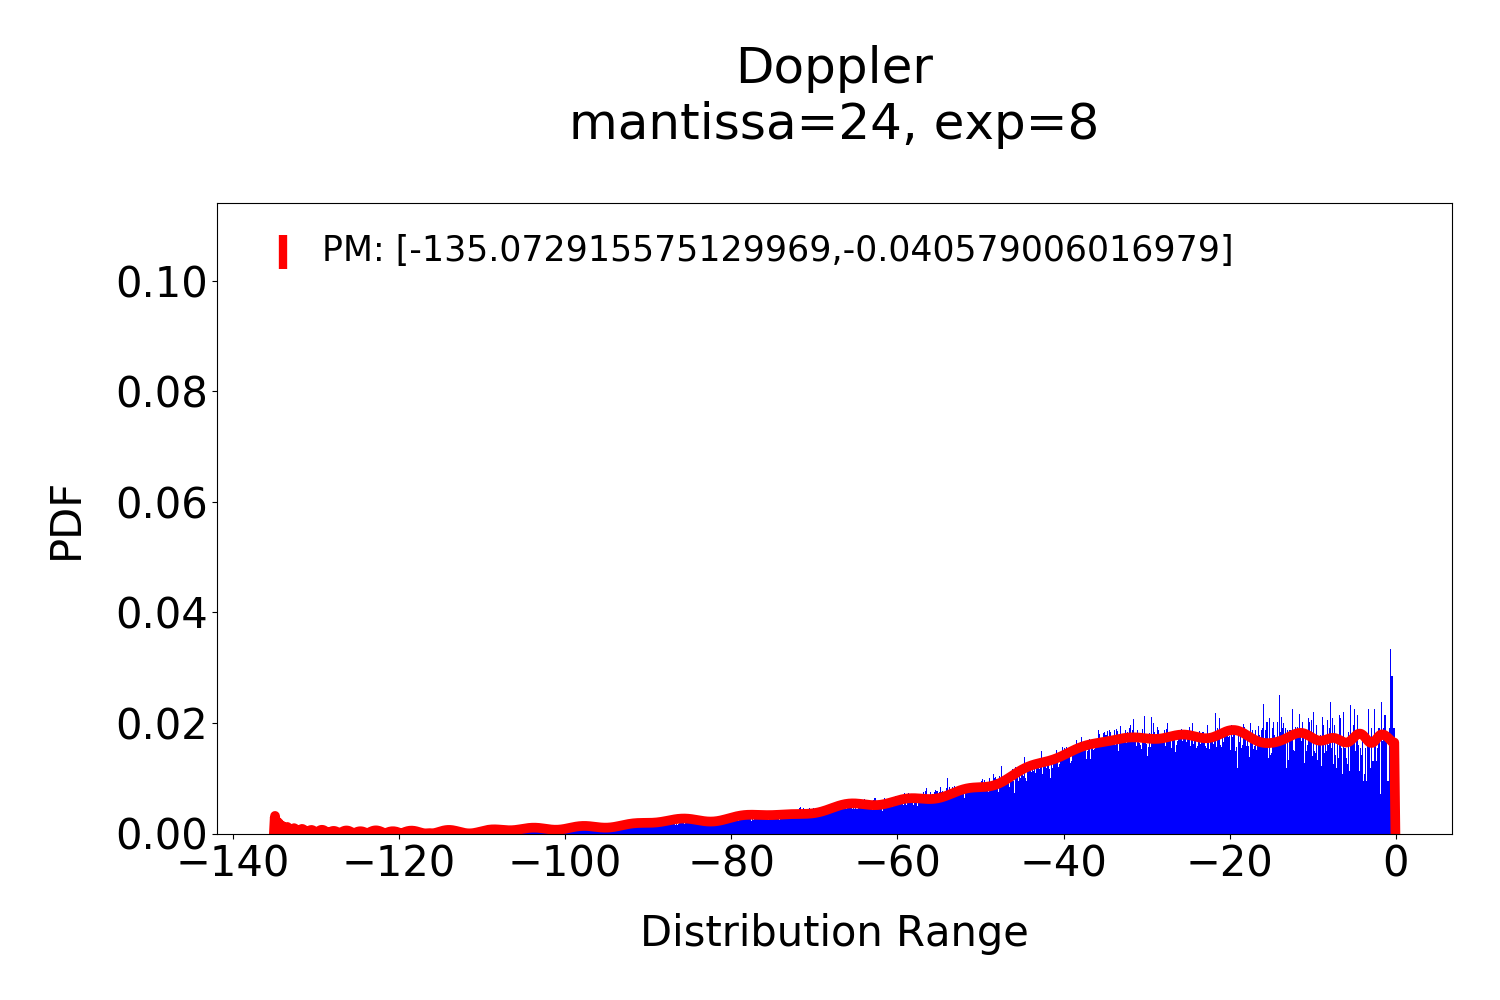 Doppler
mantissa=24, exp=8
PM: [-135.072915575129969,-0.040579006016979]
0.10
0.08
0.06
0.04
0.02
0.00
PDF
−140 −120 −100 −80 −60 −40 −20 0
Distribution Range